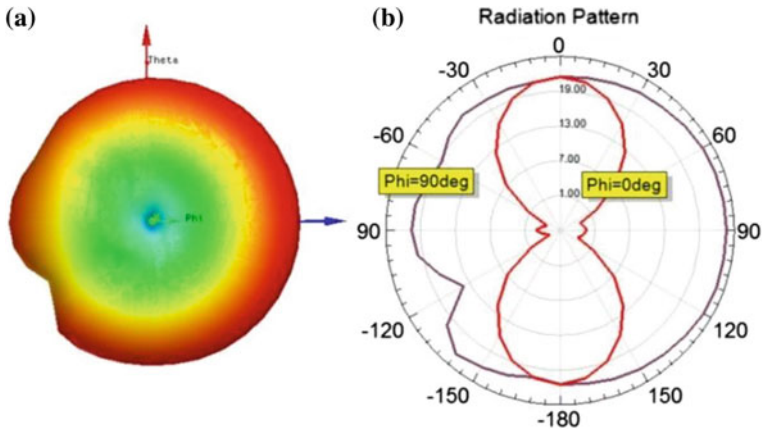 (a)
Theta
Phi
(b)
Radiation Pattern
0
-30
30
-60
60
90
90
-120
120
-150
150
-180
19.00
13.00
7.00
1.00
Phi=90deg
Phi=0deg